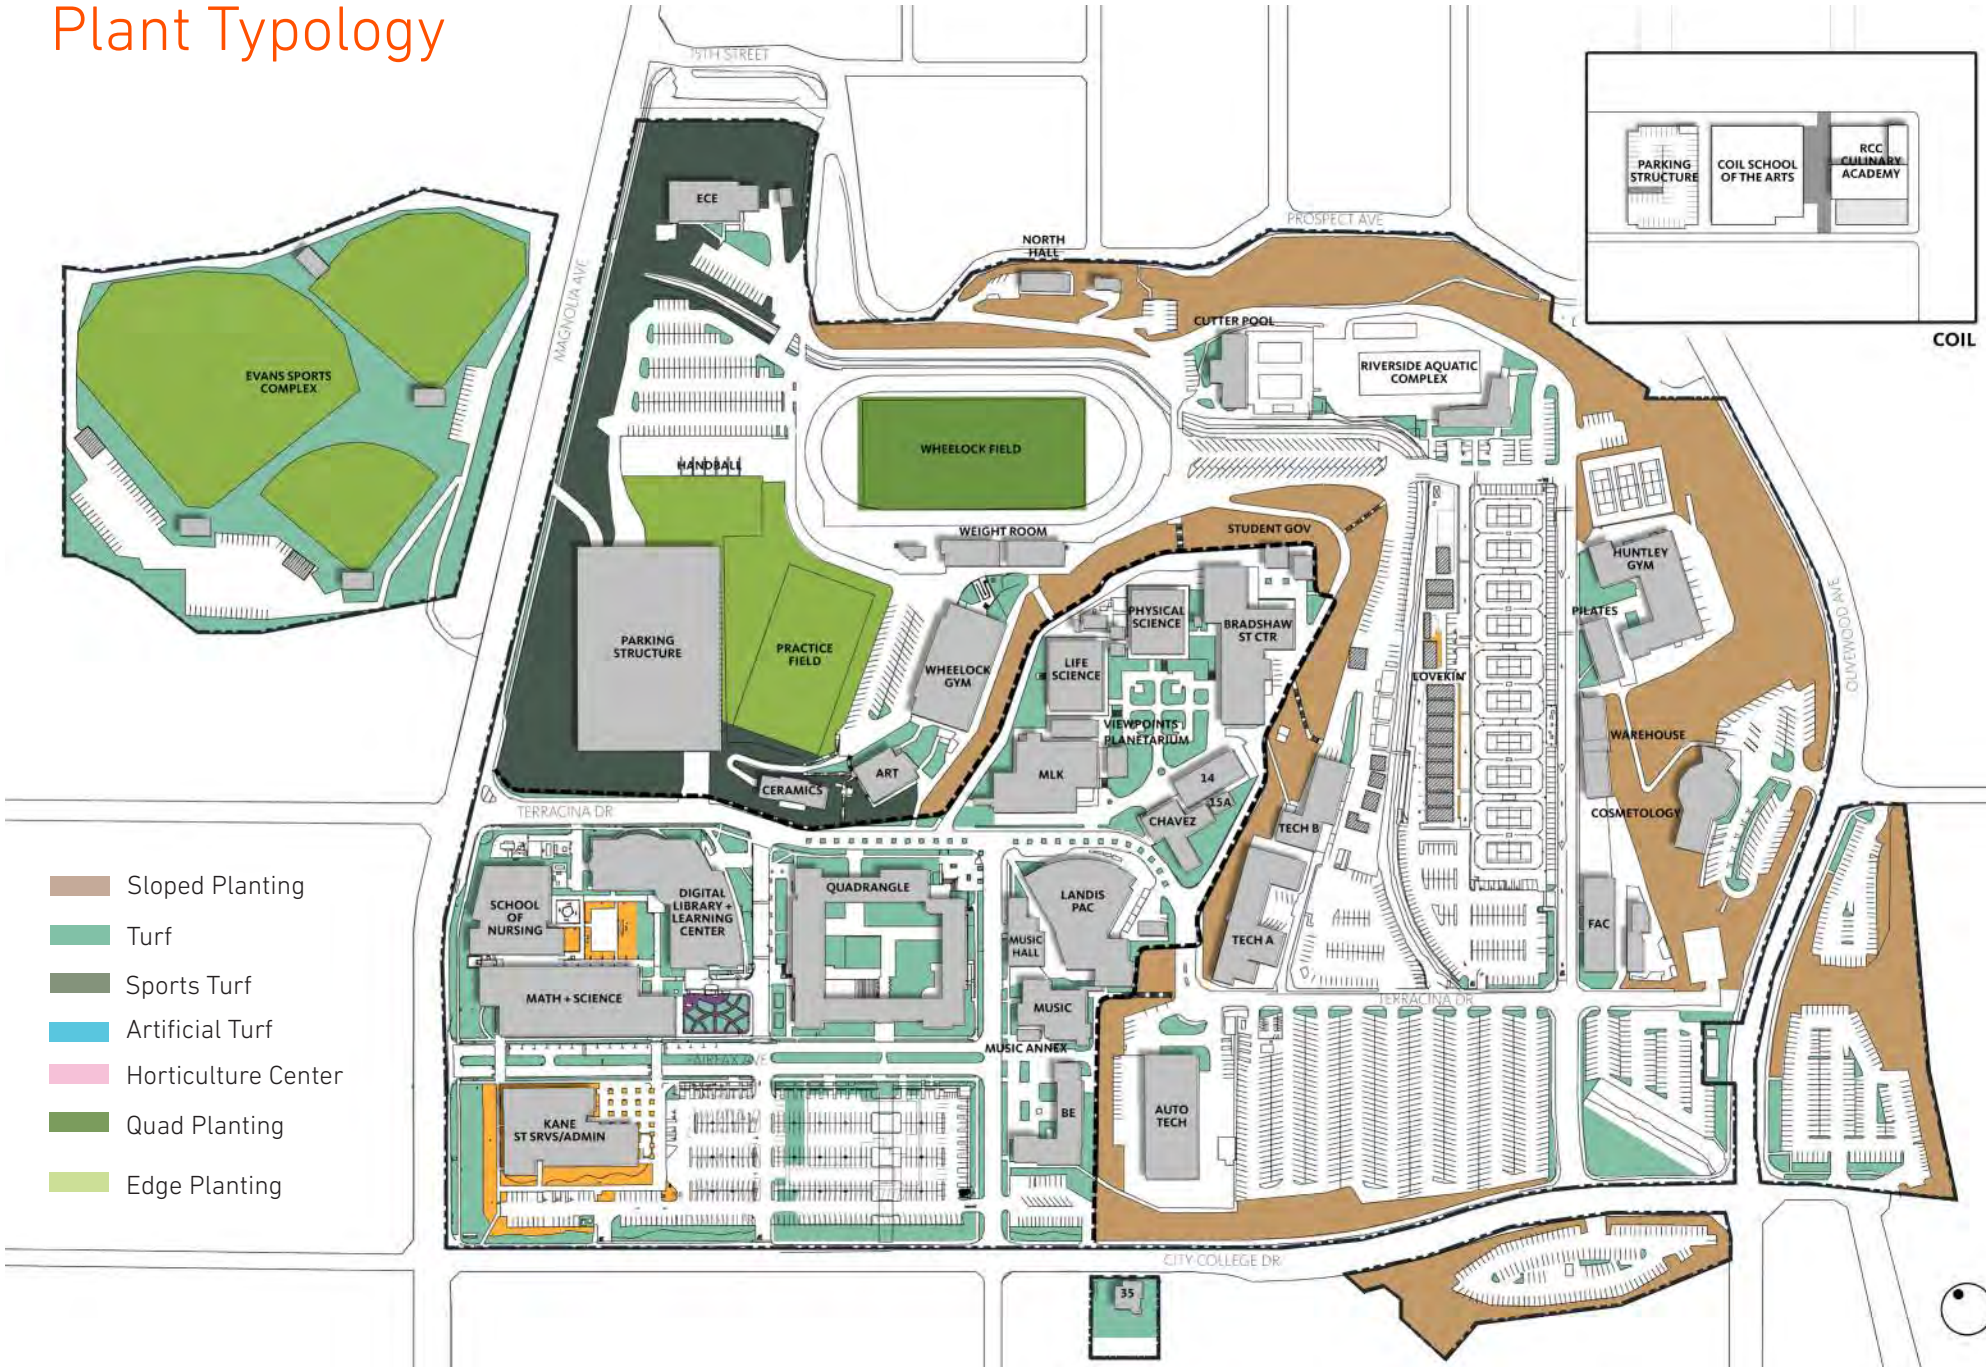 Plant Typology
15TH STREET
PROSPECT AVE
MAGNOLIA AVE
OLIVEWOOD AVE
PARKING
STRUCTURE
COIL SCHOOL
OF THE ARTS
RCC
CULINARY
ACADEMY
COIL
ECE
NORTH
HALL
CUTTER POOL
RIVERSIDE AQUATIC
COMPLEX
EVANS SPORTS
COMPLEX
HANDBALL
WHEELOCK FIELD
WEIGHT ROOM
STUDENT GOV
HUNTLEY
GYM
PILATES
PARKING
STRUCTURE
PRACTICE
FIELD
WHEELOCK
GYM
PHYSICAL
SCIENCE
BRADSHAW
ST CTR
LIFE
SCIENCE
LOVEKIN
VIEWPOINTS
PLANETARIUM
WAREHOUSE
MLK
ART
CERAMICS
14
15A
CHAVEZ
TECH B
COSMETOLOGY
TERRACINA DR
SCHOOL
OF
NURSING
DIGITAL
LIBRARY +
LEARNING
CENTER
QUADRANGLE
LANDIS
PAC
MUSIC
HALL
TECH A
FAC
MATH + SCIENCE
MUSIC
TERRACINA DR
MUSIC ANNEX
FAIRFAX AVE
KANE
ST SRVS/ADMIN
BE
AUTO
TECH
CITY COLLEGE DR
35
Sloped Planting
Turf
Sports Turf
Artificial Turf
Horticulture Center
Quad Planting
Edge Planting